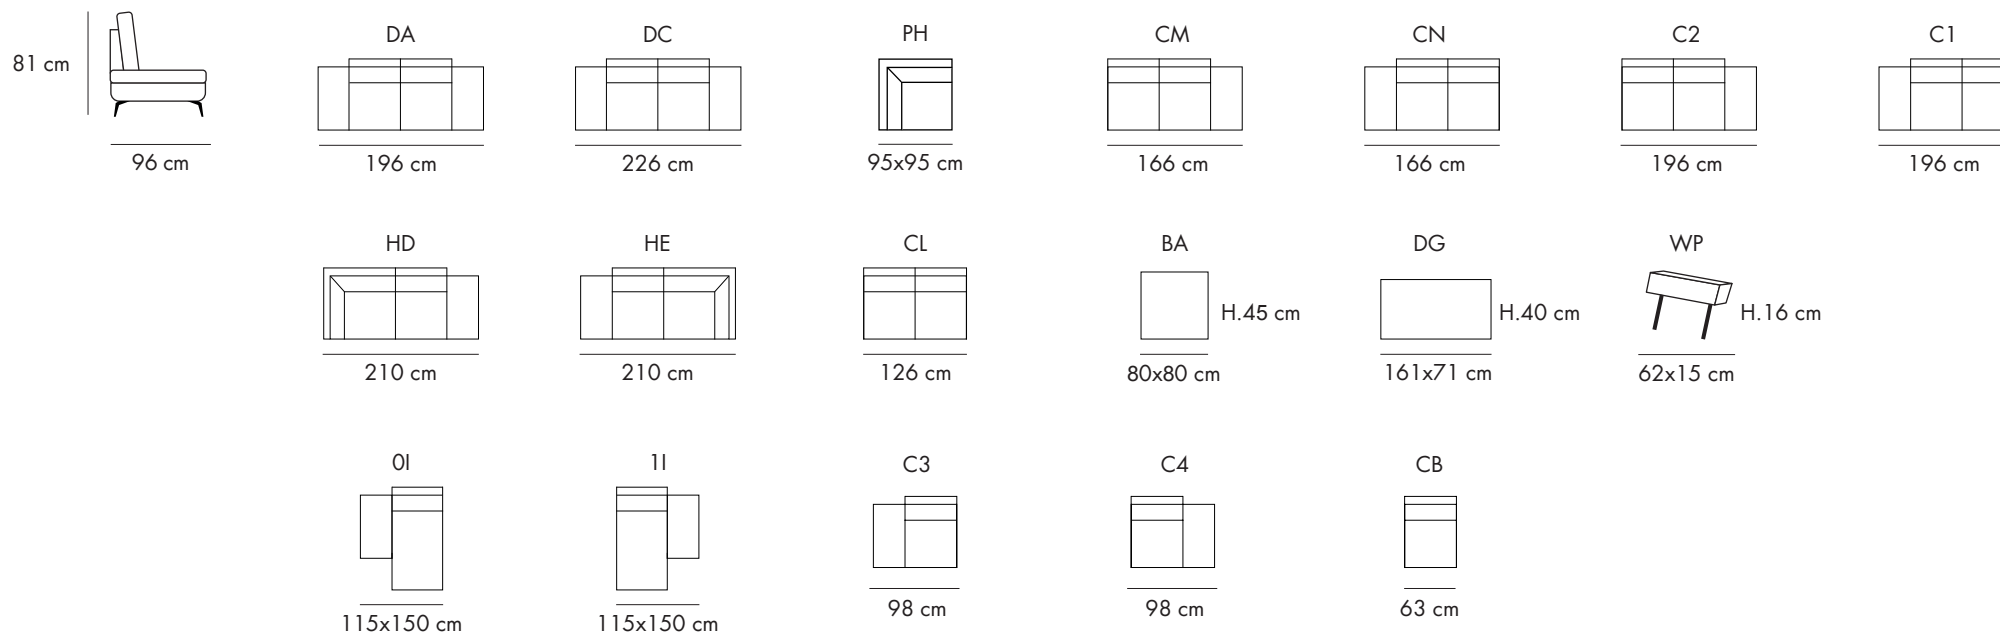 81 cm
96 cm
DA
196 cm
DC
226 cm
PH
95x95 cm
CM
166 cm
CN
166 cm
C2
196 cm
C1
196 cm
HD
210 cm
HE
210 cm
CL
126 cm
BA
H.45 cm
80x80 cm
DG
H.40 cm
161x71 cm
WP
H.16 cm
62x15 cm
0I
115x150 cm
1I
115x150 cm
C3
98 cm
C4
98 cm
CB
63 cm